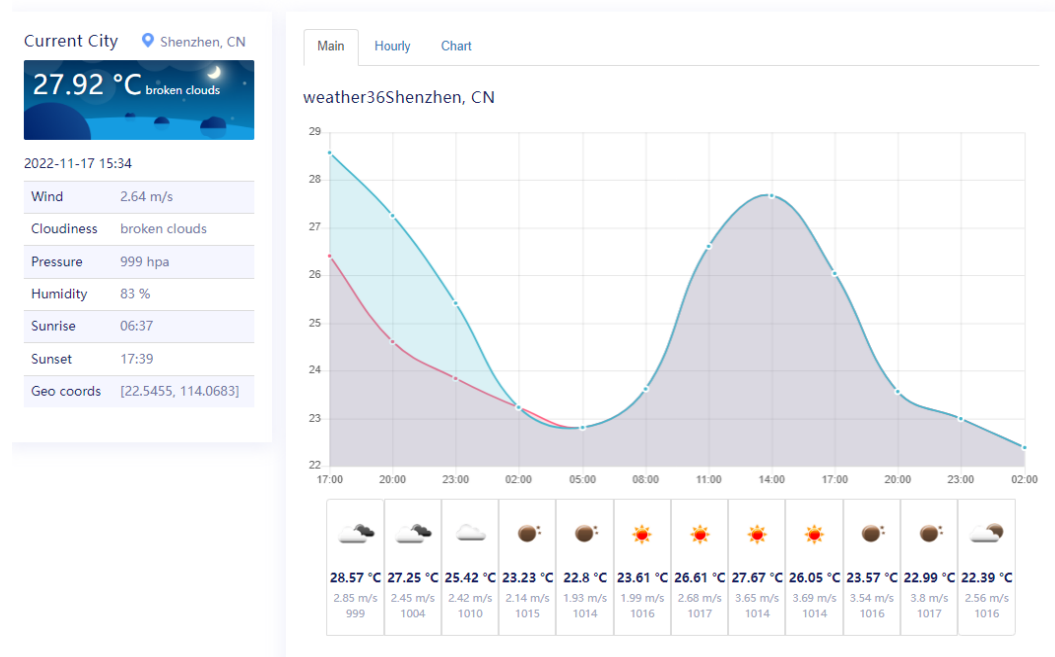 Current City Shenzhen, CN
27.92 °C broken clouds
2022-11-17 15:34
Wind 2.64 m/s
Cloudiness broken clouds
Pressure 999 hpa
Humidity 83 %
Sunrise 06:37
Sunset 17:39
Geo coords [22.5455, 114.0683]
Main Hourly Chart
weather36Shenzhen, CN
29
28
27
26
25
24
23
22
17:00 20:00 23:00 02:00 05:00 08:00 11:00 14:00 17:00 20:00 23:00 02:00
28.57 °C 27.25 °C 25.42 °C 23.23 °C 22.8 °C 23.61 °C 26.61 °C 27.67 °C 26.05 °C 23.57 °C 22.99 °C 22.39 °C
2.85 m/s 2.45 m/s 2.42 m/s 2.14 m/s 1.93 m/s 1.99 m/s 2.68 m/s 3.65 m/s 3.69 m/s 3.54 m/s 3.8 m/s 2.56 m/s
999 1004 1010 1015 1014 1016 1017 1014 1014 1016 1017 1016